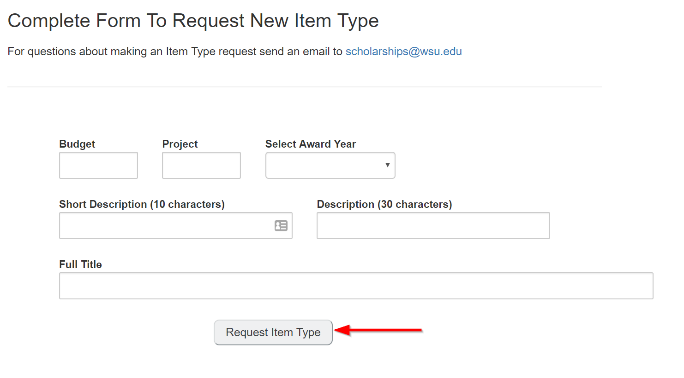 Complete Form To Request New Item Type
For questions about making an Item Type request send an email to scholarships@wsu.edu
Budget Project Select Award Year
Short Description (10 characters) Description (30 characters)
Full Title
Request Item Type